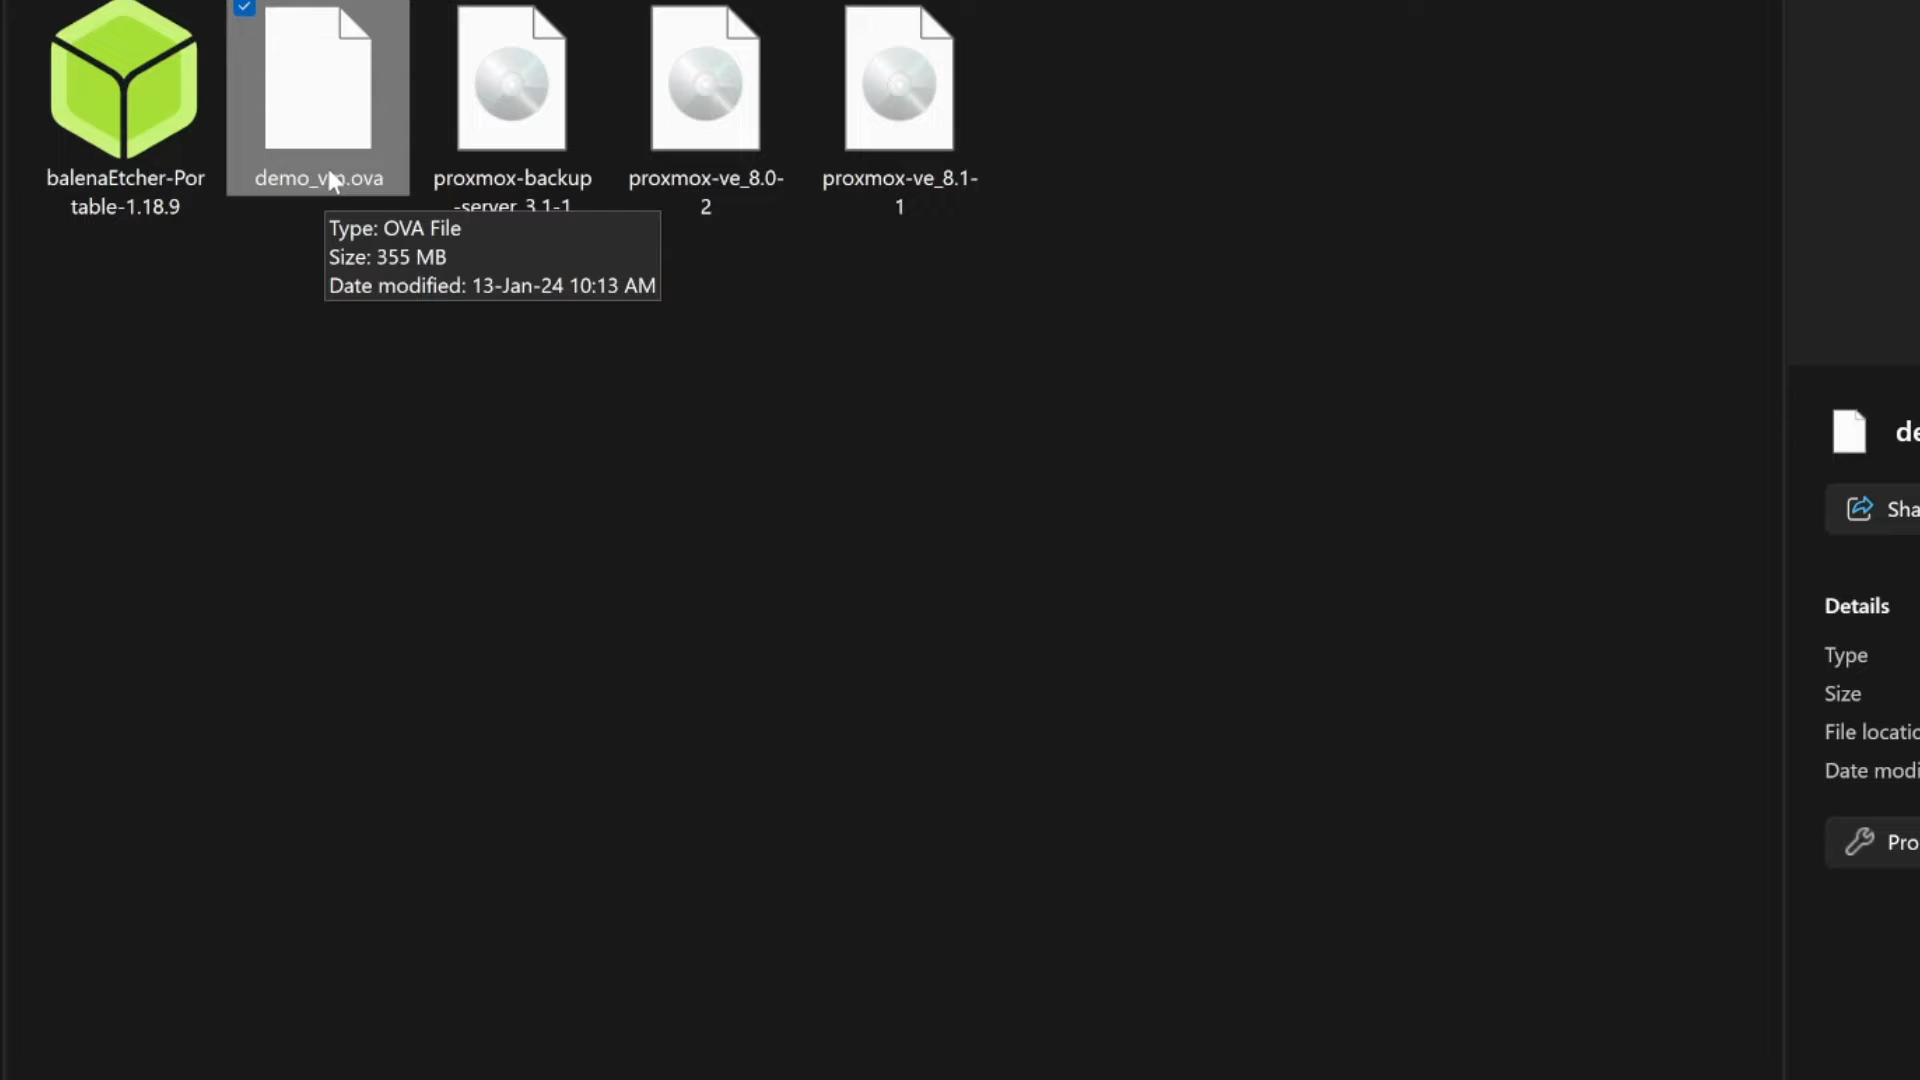 balenaEtcher-Por
table-1.18.9
demo_vm.ova
proxmox-backup
-server_3.1-1
proxmox-ve_8.0-
2
proxmox-ve_8.1-
1
Type: OVA File
Size: 355 MB
Date modified: 13-Jan-24 10:13 AM
de
Sha
Details
Type
Size
File locatio
Date modi
Pro